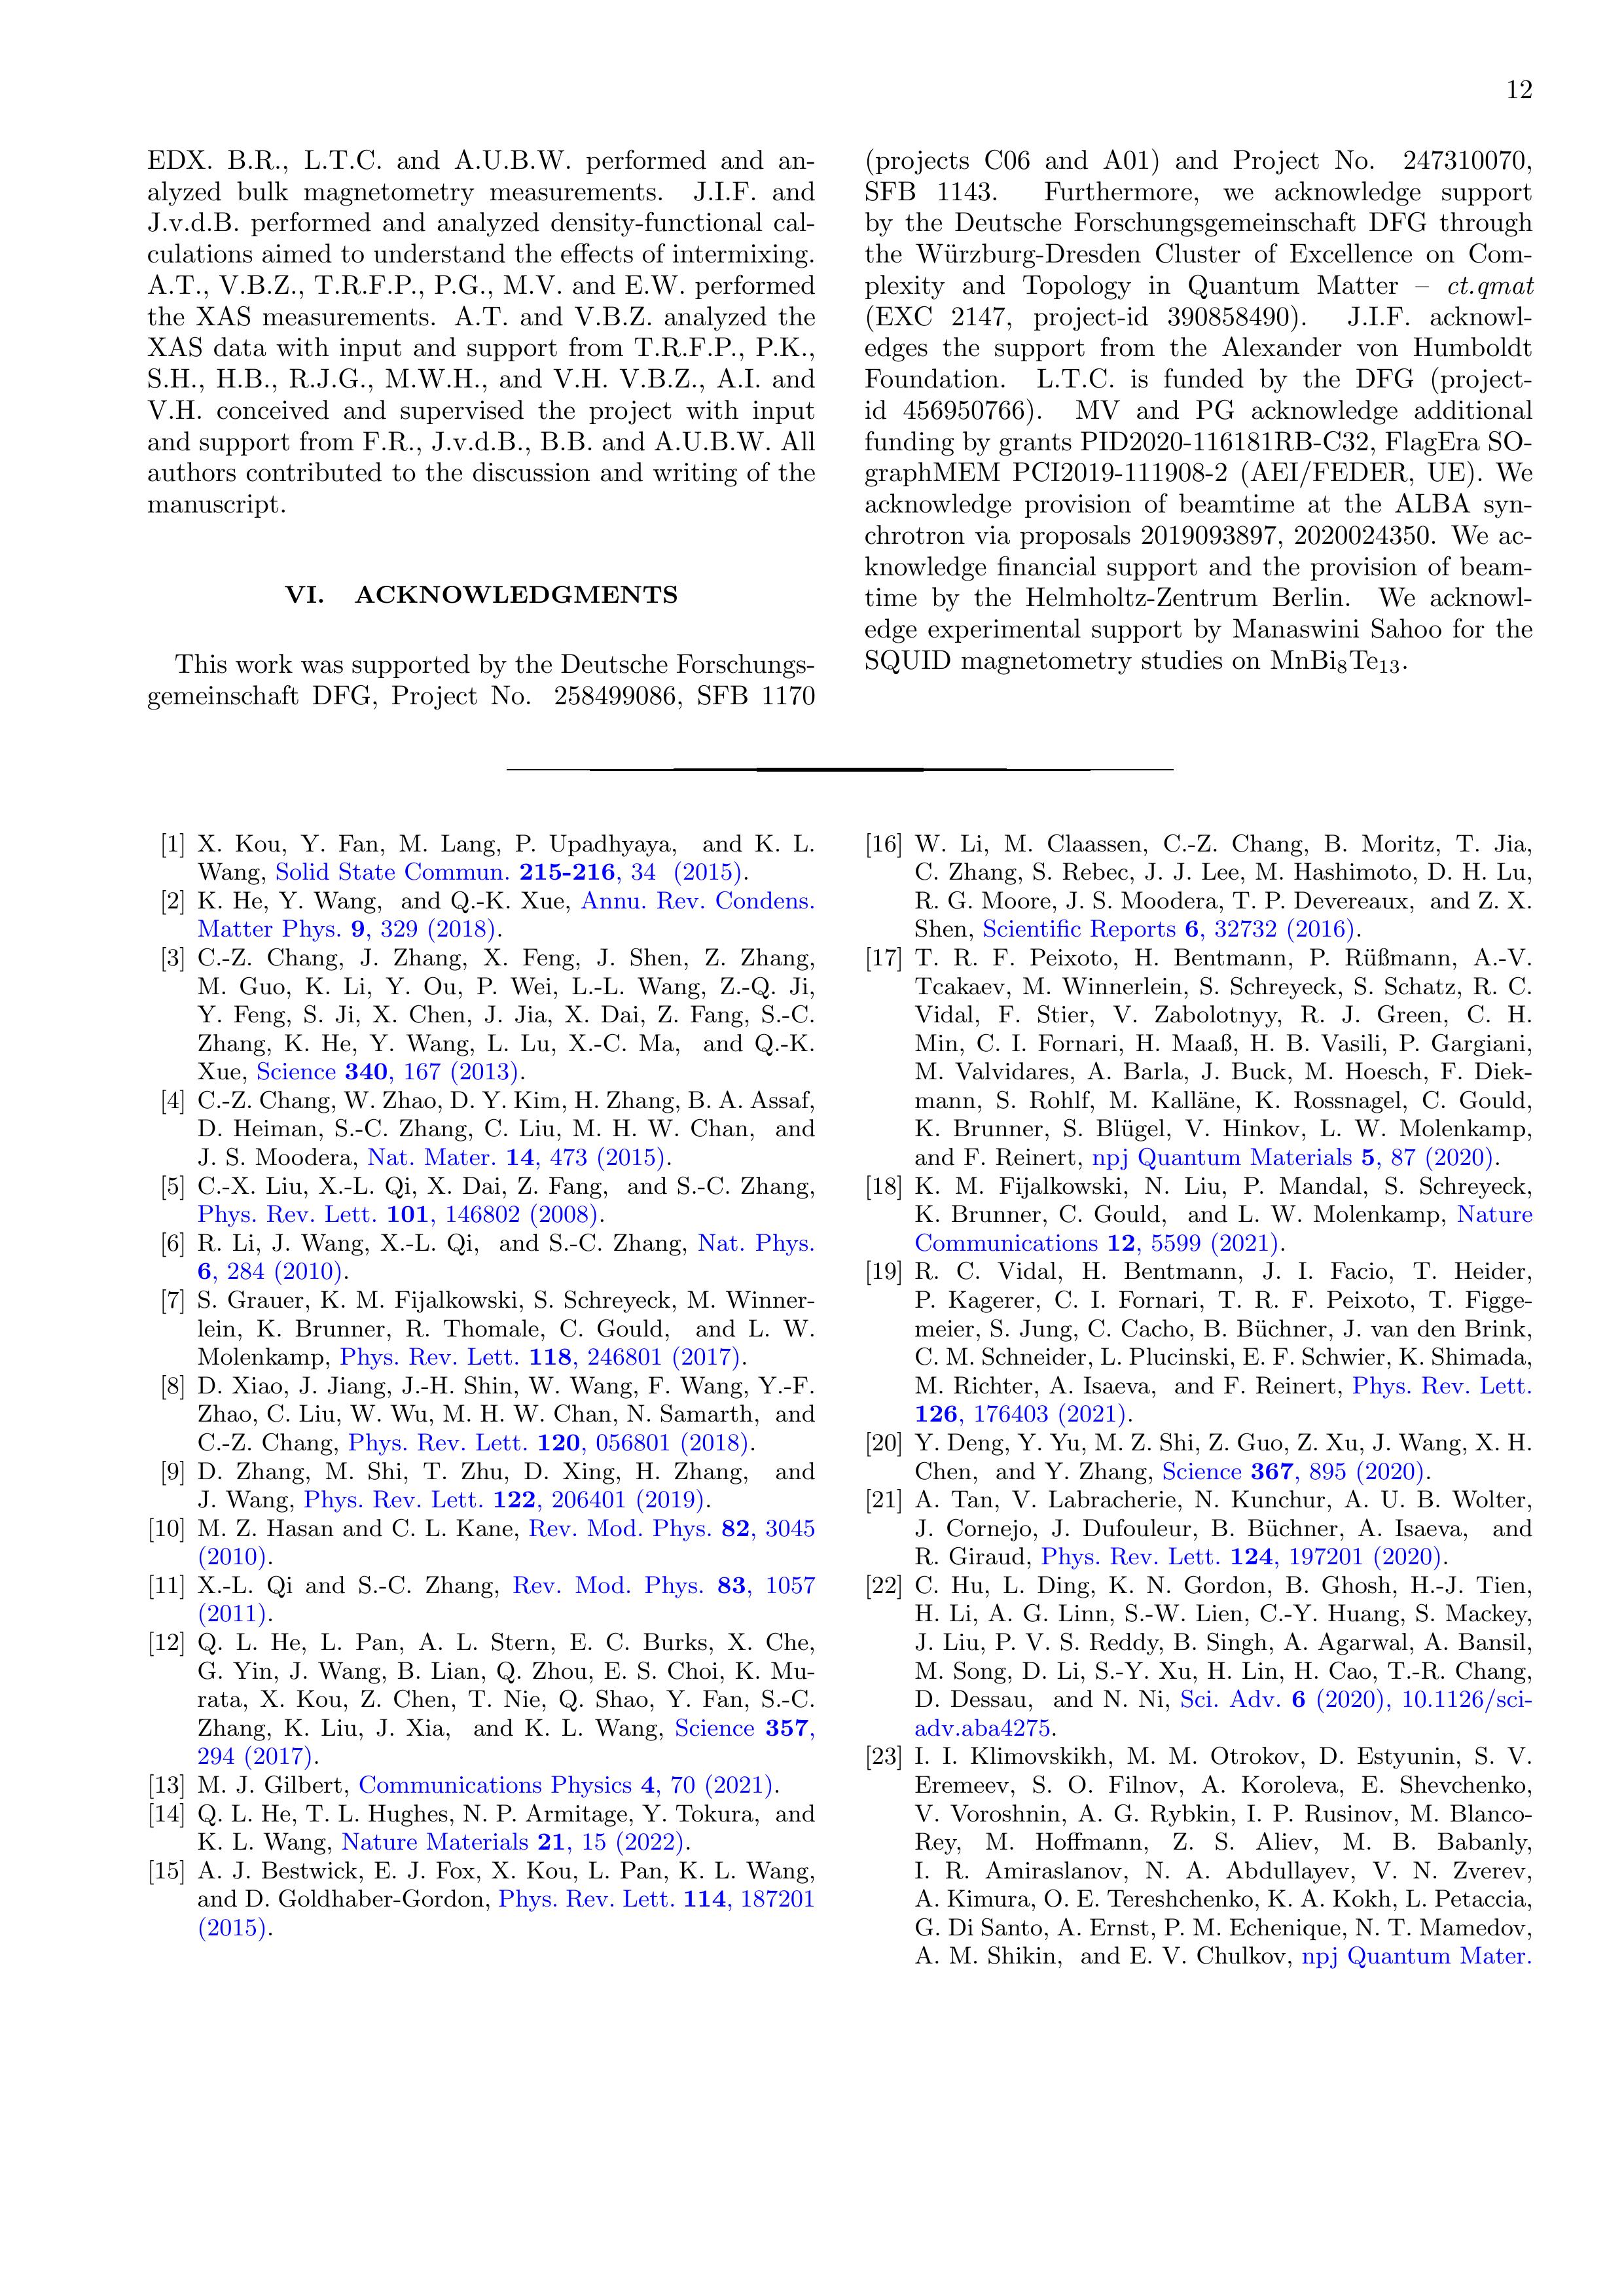 12
EDX. B.R., L.T.C. and A.U.B.W. performed and an-
alyzed bulk magnetometry measurements. J.I.F. and
J.v.d.B. performed and analyzed density-functional cal-
culations aimed to understand the effects of intermixing.
A.T., V.B.Z., T.R.F.P., P.G., M.V. and E.W. performed
the XAS measurements. A.T. and V.B.Z. analyzed the
XAS data with input and support from T.R.F.P., P.K.,
S.H., H.B., R.J.G., M.W.H., and V.H. V.B.Z., A.I. and
V.H. conceived and supervised the project with input
and support from F.R., J.v.d.B., B.B. and A.U.B.W. All
authors contributed to the discussion and writing of the
manuscript.
VI. ACKNOWLEDGMENTS
This work was supported by the Deutsche Forschungs-
gemeinschaft DFG, Project No. 258499086, SFB 1170
(projects C06 and A01) and Project No. 247310070,
SFB 1143. Furthermore, we acknowledge support
by the Deutsche Forschungsgemeinschaft DFG through
the Würzburg-Dresden Cluster of Excellence on Com-
plexity and Topology in Quantum Matter – ct.qmat
(EXC 2147, project-id 390858490). J.I.F. acknowl-
edges the support from the Alexander von Humboldt
Foundation. L.T.C. is funded by the DFG (project-
id 456950766). MV and PG acknowledge additional
funding by grants PID2020-116181RB-C32, FlagEra SO-
graphMEM PCI2019-111908-2 (AEI/FEDER, UE). We
acknowledge provision of beamtime at the ALBA syn-
chrotron via proposals 2019093897, 2020024350. We ac-
knowledge financial support and the provision of beam-
time by the Helmholtz-Zentrum Berlin. We acknowl-
edge experimental support by Manaswini Sahoo for the
SQUID magnetometry studies on MnBi₈Te₁₃.
[1] X. Kou, Y. Fan, M. Lang, P. Upadhyaya, and K. L.
Wang, Solid State Commun. 215-216, 34 (2015).
[2] K. He, Y. Wang, and Q.-K. Xue, Annu. Rev. Condens.
Matter Phys. 9, 329 (2018).
[3] C.-Z. Chang, J. Zhang, X. Feng, J. Shen, Z. Zhang,
M. Guo, K. Li, Y. Ou, P. Wei, L.-L. Wang, Z.-Q. Ji,
Y. Feng, S. Ji, X. Chen, J. Jia, X. Dai, Z. Fang, S.-C.
Zhang, K. He, Y. Wang, L. Lu, X.-C. Ma, and Q.-K.
Xue, Science 340, 167 (2013).
[4] C.-Z. Chang, W. Zhao, D. Y. Kim, H. Zhang, B. A. Assaf,
D. Heiman, S.-C. Zhang, C. Liu, M. H. W. Chan, and
J. S. Moodera, Nat. Mater. 14, 473 (2015).
[5] C.-X. Liu, X.-L. Qi, X. Dai, Z. Fang, and S.-C. Zhang,
Phys. Rev. Lett. 101, 146802 (2008).
[6] R. Li, J. Wang, X.-L. Qi, and S.-C. Zhang, Nat. Phys.
6, 284 (2010).
[7] S. Grauer, K. M. Fijalkowski, S. Schreyeck, M. Winner-
lein, K. Brunner, R. Thomale, C. Gould, and L. W.
Molenkamp, Phys. Rev. Lett. 118, 246801 (2017).
[8] D. Xiao, J. Jiang, J.-H. Shin, W. Wang, F. Wang, Y.-F.
Zhao, C. Liu, W. Wu, M. H. W. Chan, N. Samarth, and
C.-Z. Chang, Phys. Rev. Lett. 120, 056801 (2018).
[9] D. Zhang, M. Shi, T. Zhu, D. Xing, H. Zhang, and
J. Wang, Phys. Rev. Lett. 122, 206401 (2019).
[10] M. Z. Hasan and C. L. Kane, Rev. Mod. Phys. 82, 3045
(2010).
[11] X.-L. Qi and S.-C. Zhang, Rev. Mod. Phys. 83, 1057
(2011).
[12] Q. L. He, L. Pan, A. L. Stern, E. C. Burks, X. Che,
G. Yin, J. Wang, B. Lian, Q. Zhou, E. S. Choi, K. Mu-
rata, X. Kou, Z. Chen, T. Nie, Q. Shao, Y. Fan, S.-C.
Zhang, K. Liu, J. Xia, and K. L. Wang, Science 357,
294 (2017).
[13] M. J. Gilbert, Communications Physics 4, 70 (2021).
[14] Q. L. He, T. L. Hughes, N. P. Armitage, Y. Tokura, and
K. L. Wang, Nature Materials 21, 15 (2022).
[15] A. J. Bestwick, E. J. Fox, X. Kou, L. Pan, K. L. Wang,
and D. Goldhaber-Gordon, Phys. Rev. Lett. 114, 187201
(2015).
[16] W. Li, M. Claassen, C.-Z. Chang, B. Moritz, T. Jia,
C. Zhang, S. Rebec, J. J. Lee, M. Hashimoto, D. H. Lu,
R. G. Moore, J. S. Moodera, T. P. Devereaux, and Z. X.
Shen, Scientific Reports 6, 32732 (2016).
[17] T. R. F. Peixoto, H. Bentmann, P. Rüßmann, A.-V.
Tcakaev, M. Winnerlein, S. Schreyeck, S. Schatz, R. C.
Vidal, F. Stier, V. Zabolotnyy, R. J. Green, C. H.
Min, C. I. Fornari, H. Maaß, H. B. Vasili, P. Gargiani,
M. Valvidares, A. Barla, J. Buck, M. Hoesch, F. Diek-
mann, S. Rohlf, M. Kalläne, K. Rossnagel, C. Gould,
K. Brunner, S. Blügel, V. Hinkov, L. W. Molenkamp,
and F. Reinert, npj Quantum Materials 5, 87 (2020).
[18] K. M. Fijalkowski, N. Liu, P. Mandal, S. Schreyeck,
K. Brunner, C. Gould, and L. W. Molenkamp, Nature
Communications 12, 5599 (2021).
[19] R. C. Vidal, H. Bentmann, J. I. Facio, T. Heider,
P. Kagerer, C. I. Fornari, T. R. F. Peixoto, T. Figge-
meier, S. Jung, C. Cacho, B. Büchner, J. van den Brink,
C. M. Schneider, L. Plucinski, E. F. Schwier, K. Shimada,
M. Richter, A. Isaeva, and F. Reinert, Phys. Rev. Lett.
126, 176403 (2021).
[20] Y. Deng, Y. Yu, M. Z. Shi, Z. Guo, Z. Xu, J. Wang, X. H.
Chen, and Y. Zhang, Science 367, 895 (2020).
[21] A. Tan, V. Labracherie, N. Kunchur, A. U. B. Wolter,
J. Cornejo, J. Dufouleur, B. Büchner, A. Isaeva, and
R. Giraud, Phys. Rev. Lett. 124, 197201 (2020).
[22] C. Hu, L. Ding, K. N. Gordon, B. Ghosh, H.-J. Tien,
H. Li, A. G. Linn, S.-W. Lien, C.-Y. Huang, S. Mackey,
J. Liu, P. V. S. Reddy, B. Singh, A. Agarwal, A. Bansil,
M. Song, D. Li, S.-Y. Xu, H. Lin, H. Cao, T.-R. Chang,
D. Dessau, and N. Ni, Sci. Adv. 6 (2020), 10.1126/sci-
adv.aba4275.
[23] I. I. Klimovskikh, M. M. Otrokov, D. Estyunin, S. V.
Eremeev, S. O. Filnov, A. Koroleva, E. Shevchenko,
V. Voroshnin, A. G. Rybkin, I. P. Rusinov, M. Blanco-
Rey, M. Hoffmann, Z. S. Aliev, M. B. Babanly,
I. R. Amiraslanov, N. A. Abdullayev, V. N. Zverev,
A. Kimura, O. E. Tereshchenko, K. A. Kokh, L. Petaccia,
G. Di Santo, A. Ernst, P. M. Echenique, N. T. Mamedov,
A. M. Shikin, and E. V. Chulkov, npj Quantum Mater.